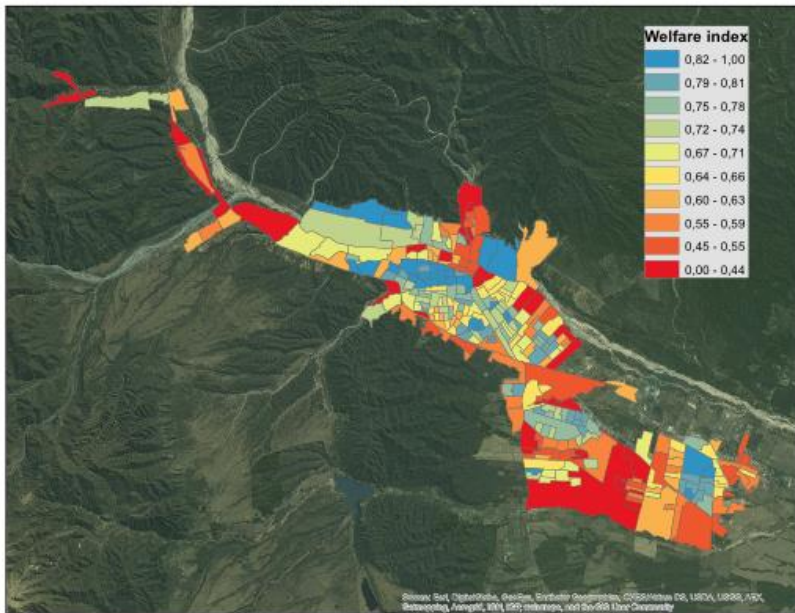 Welfare index
0,82 - 1,00
0,79 - 0,81
0,75 - 0,78
0,72 - 0,74
0,67 - 0,71
0,64 - 0,66
0,60 - 0,63
0,55 - 0,59
0,45 - 0,55
0,00 - 0,44
Source: Esri, DigitalGlobe, GeoEye, Earthstar Geographics, CNES/Airbus DS, USDA, USGS, AEX,
Getmapping, Aerogrid, IGN, IGP, swisstopo, and the GIS User Community